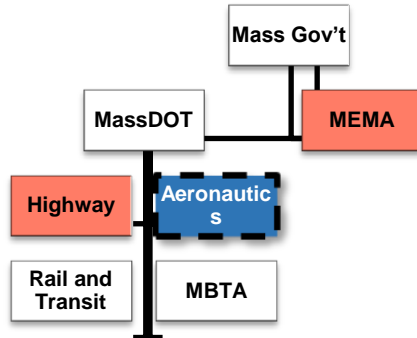 Mass Gov't
MassDOT
MEMA
Highway
Aeronautic
s
Rail and
Transit
MBTA